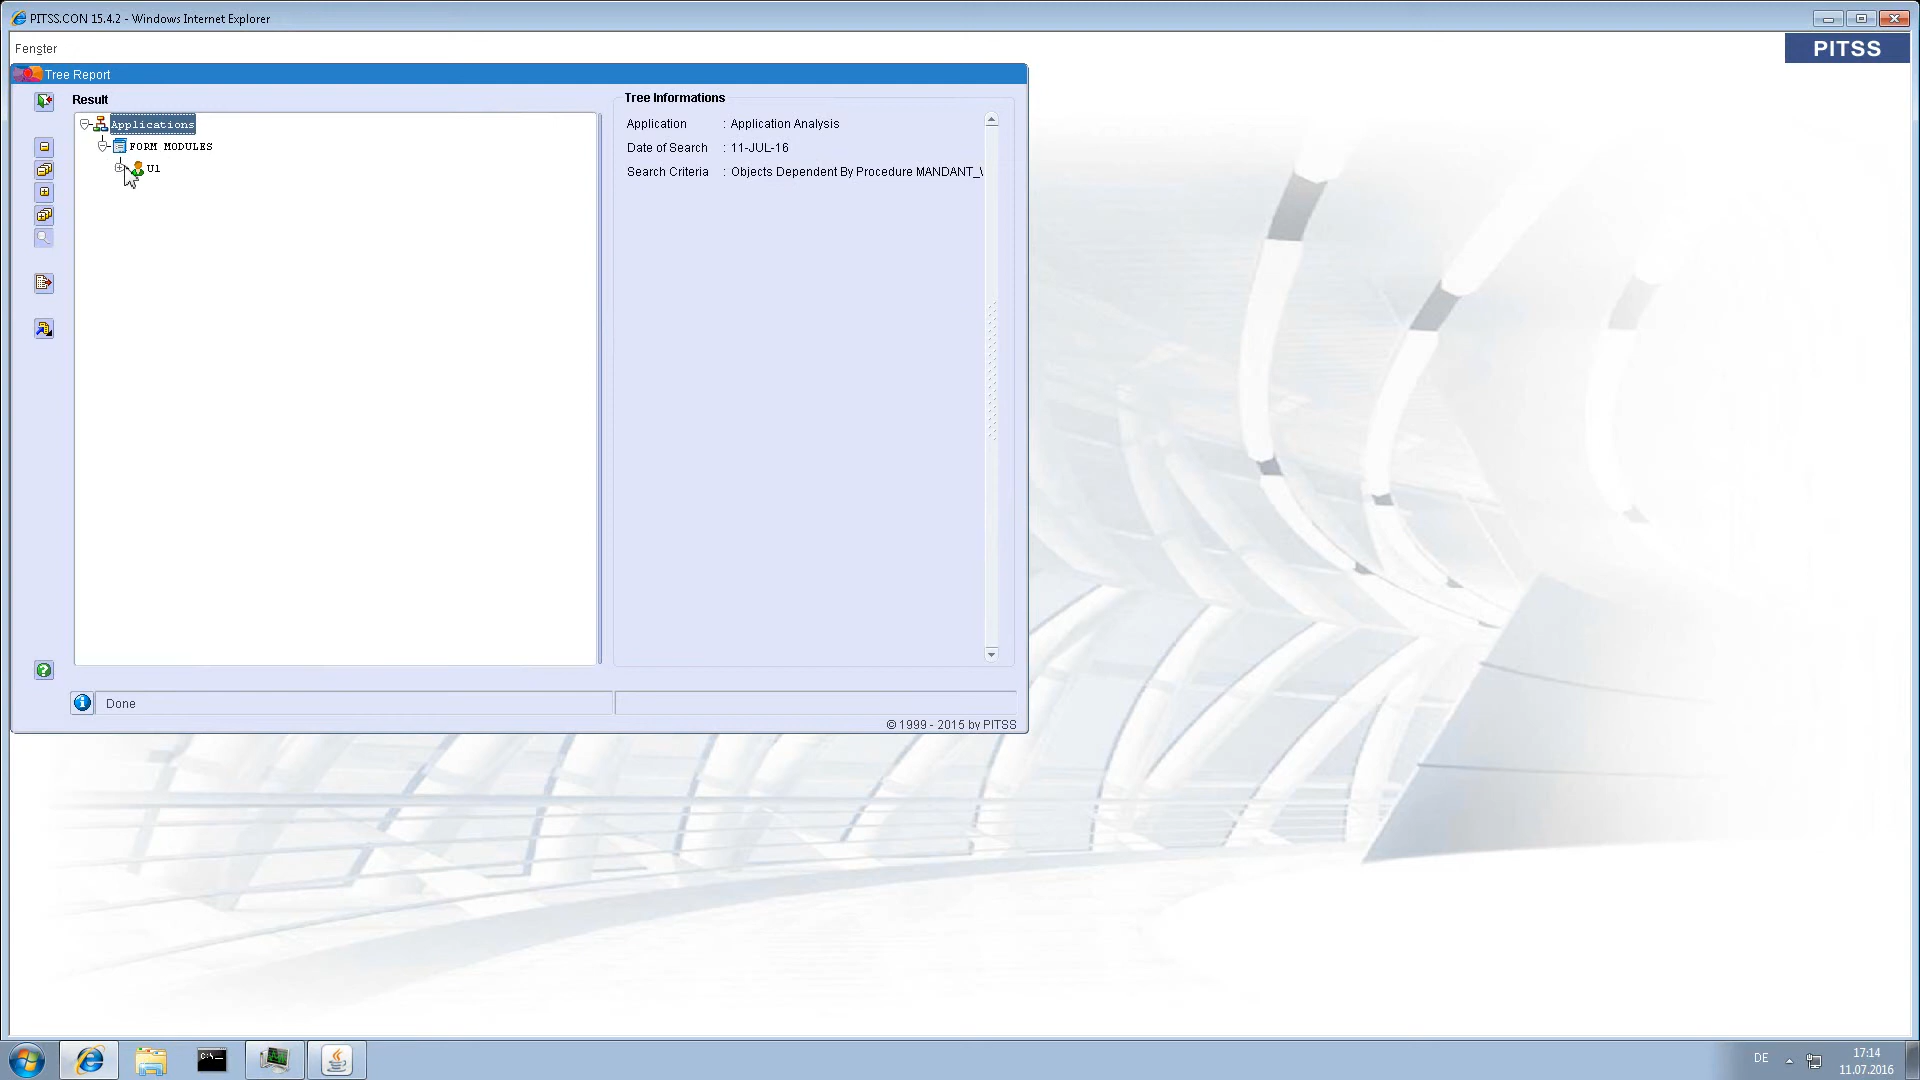 PITSS.CON 15.4.2 - Windows Internet Explorer
Fenster
PITSS
Tree Report
Result
Applications
FORM MODULES
U1
Tree Informations
Application : Application Analysis
Date of Search : 11-JUL-16
Search Criteria : Objects Dependent By Procedure MANDANT_\
Done
© 1999 - 2015 by PITSS
C:\.
DE
17:14
11.07.2016